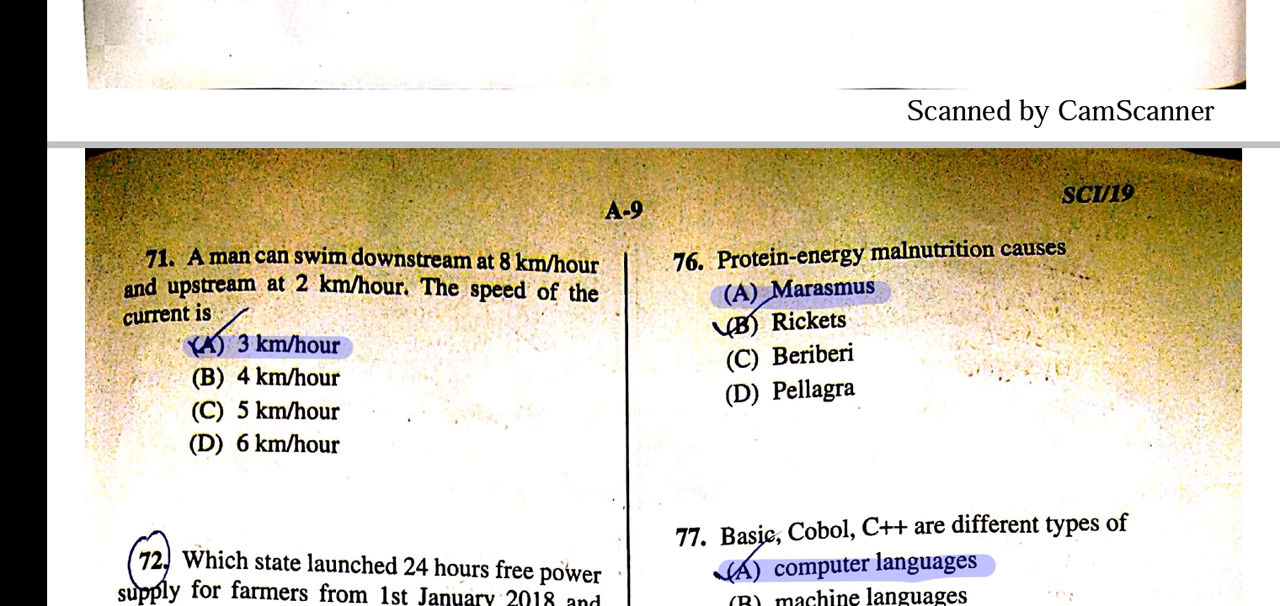 Scanned by CamScanner
SCI/19
A-9
71. A man can swim downstream at 8 km/hour
and upstream at 2 km/hour. The speed of the
current is
(A) 3 km/hour
(B) 4 km/hour
(C) 5 km/hour
(D) 6 km/hour
72. Which state launched 24 hours free power
supply for farmers from 1st January 2018 and
76. Protein-energy malnutrition causes
(A) Marasmus
(B) Rickets
(C) Beriberi
(D) Pellagra
77. Basic, Cobol, C++ are different types of
(A) computer languages
(B) machine languages